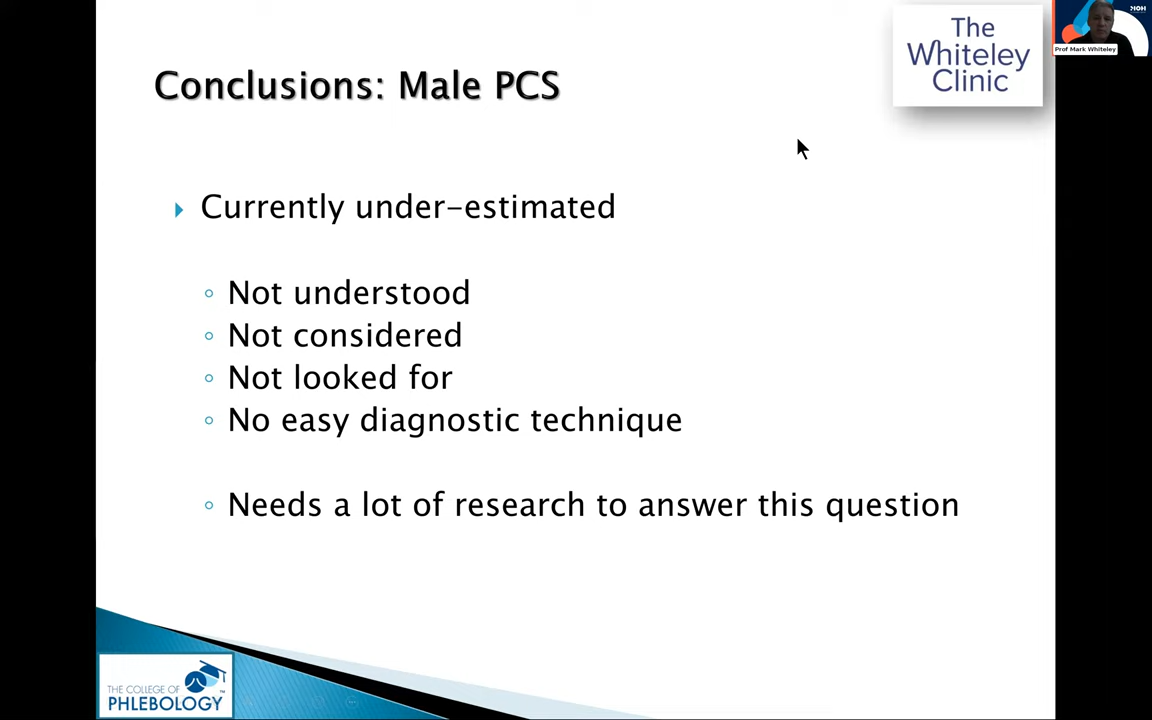 The
Whiteley
Clinic
Prof Mark Whiteley
Conclusions: Male PCS
Currently under-estimated
Not understood
Not considered
Not looked for
No easy diagnostic technique
Needs a lot of research to answer this question
THE COLLEGE OF
PHLEBOLOGY